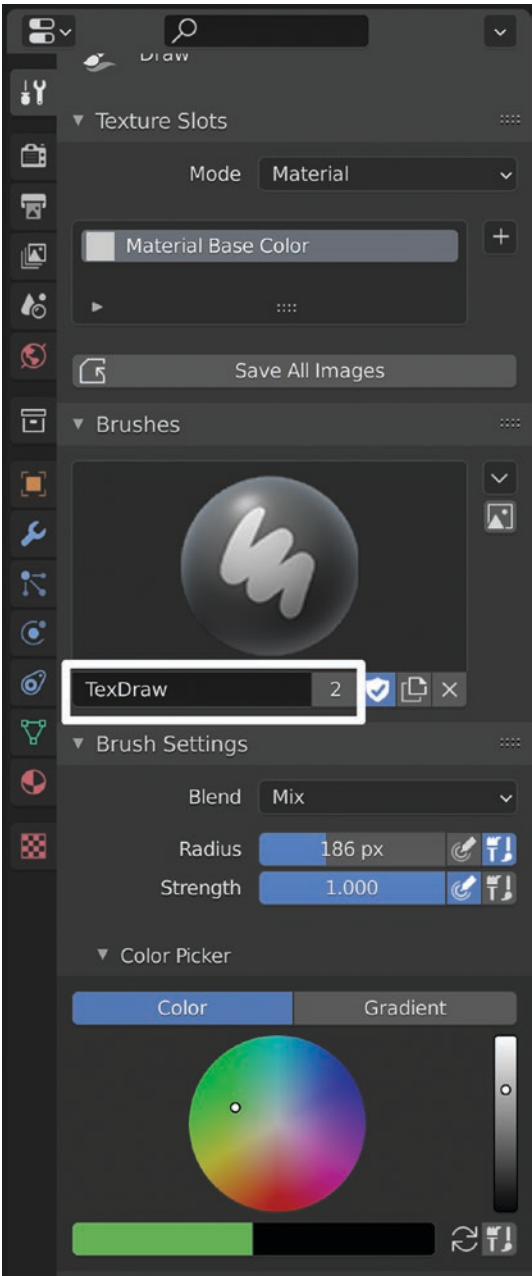 Draw
Texture Slots
Mode Material
Material Base Color
Save All Images
Brushes
TexDraw 2
Brush Settings
Blend Mix
Radius 186 px
Strength 1.000
Color Picker
Color Gradient